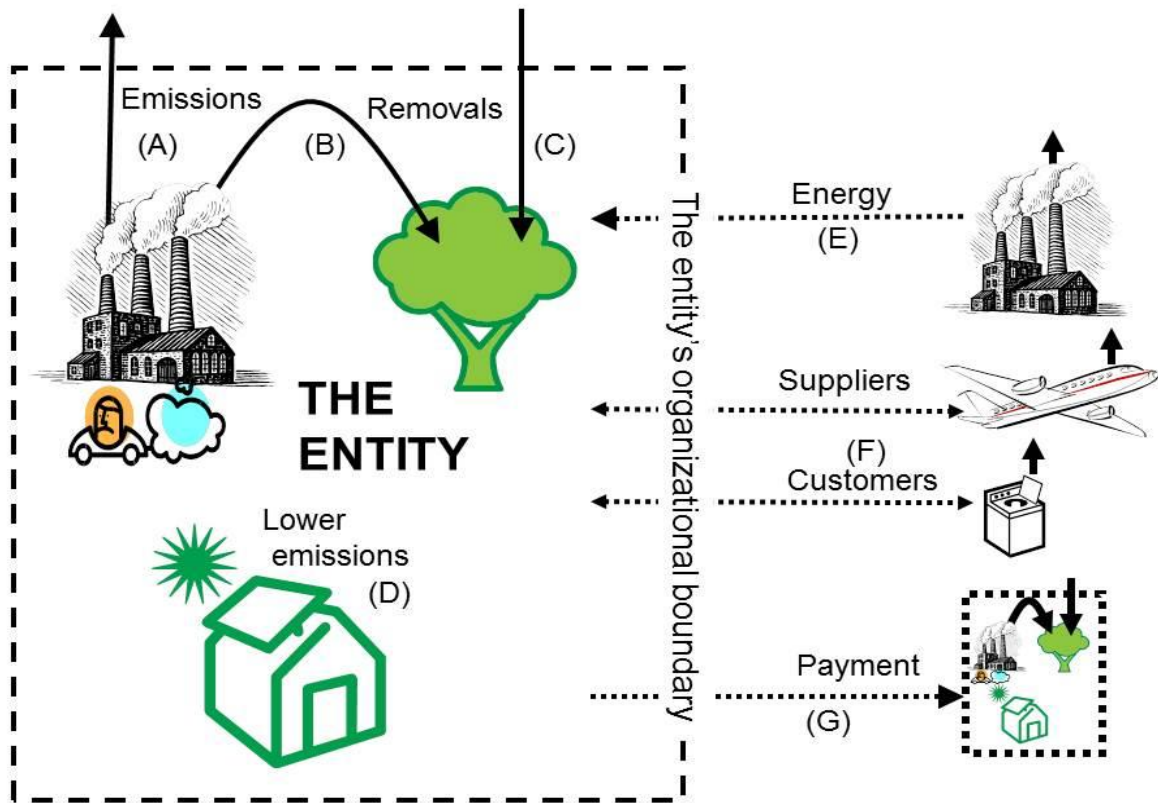 Emissions
(A)
(B)
Removals
(C)
THE
ENTITY
Lower
emissions
(D)
The entity's organizational boundary
Energy
(E)
Suppliers
(F)
Customers
Payment
(G)